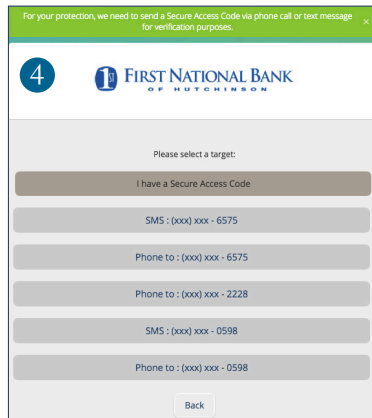 For your protection, we need to send a Secure Access Code via phone call or text message
for verification purposes.
×
4
1ST FIRST NATIONAL BANK
OF HUTCHINSON
Please select a target:
I have a Secure Access Code
SMS : (xxx) xxx - 6575
Phone to : (xxx) xxx - 6575
Phone to : (xxx) xxx - 2228
SMS : (xxx) xxx - 0598
Phone to : (xxx) xxx - 0598
Back